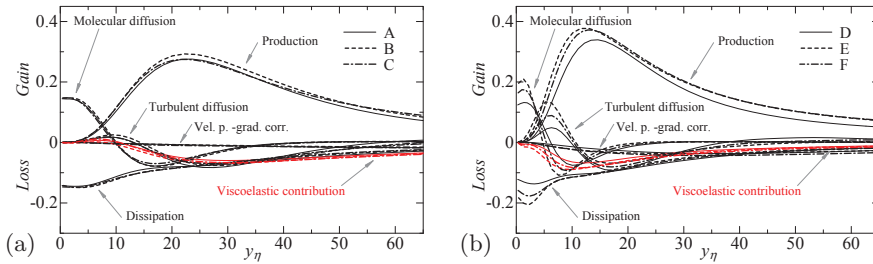 0.4
0.2
0
-0.2
Gain
Loss
Molecular diffusion
Production
Turbulent diffusion
Vel. p. -grad. corr.
Viscoelastic contribution
Dissipation
A
B
C
0 10 20 30 40 50 60
yη
(a)
0.4
0.2
0
-0.2
Gain
Loss
Molecular diffusion
Production
Turbulent diffusion
Vel. p. -grad. corr.
Viscoelastic contribution
Dissipation
D
E
F
0 10 20 30 40 50 60
yη
(b)